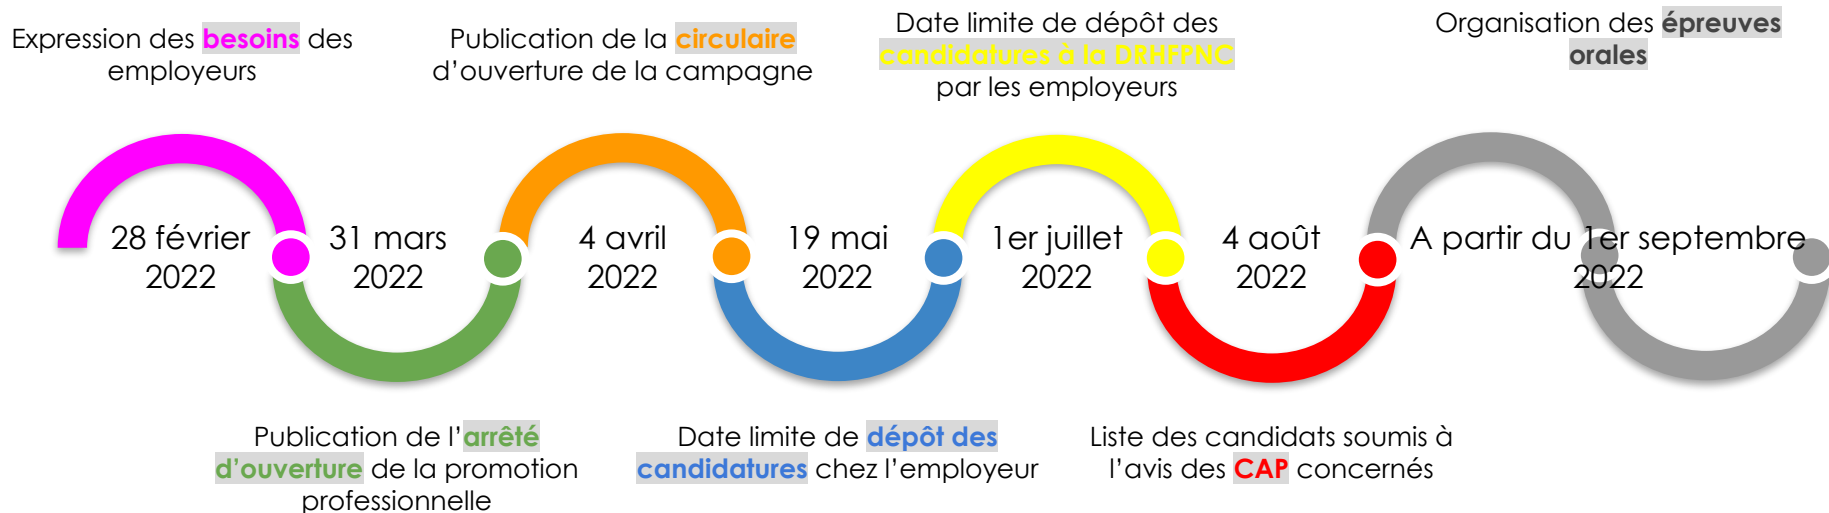 Expression des besoins des
employeurs
Publication de la circulaire
d'ouverture de la campagne
Date limite de dépôt des
candidatures à la DRHFPNC
par les employeurs
Organisation des épreuves
orales
28 février
2022
31 mars
2022
4 avril
2022
19 mai
2022
1er juillet
2022
4 août
2022
A partir du 1er septembre
2022
Publication de l'arrêté
d'ouverture de la promotion
professionnelle
Date limite de dépôt des
candidatures chez l'employeur
Liste des candidats soumis à
l'avis des CAP concernés